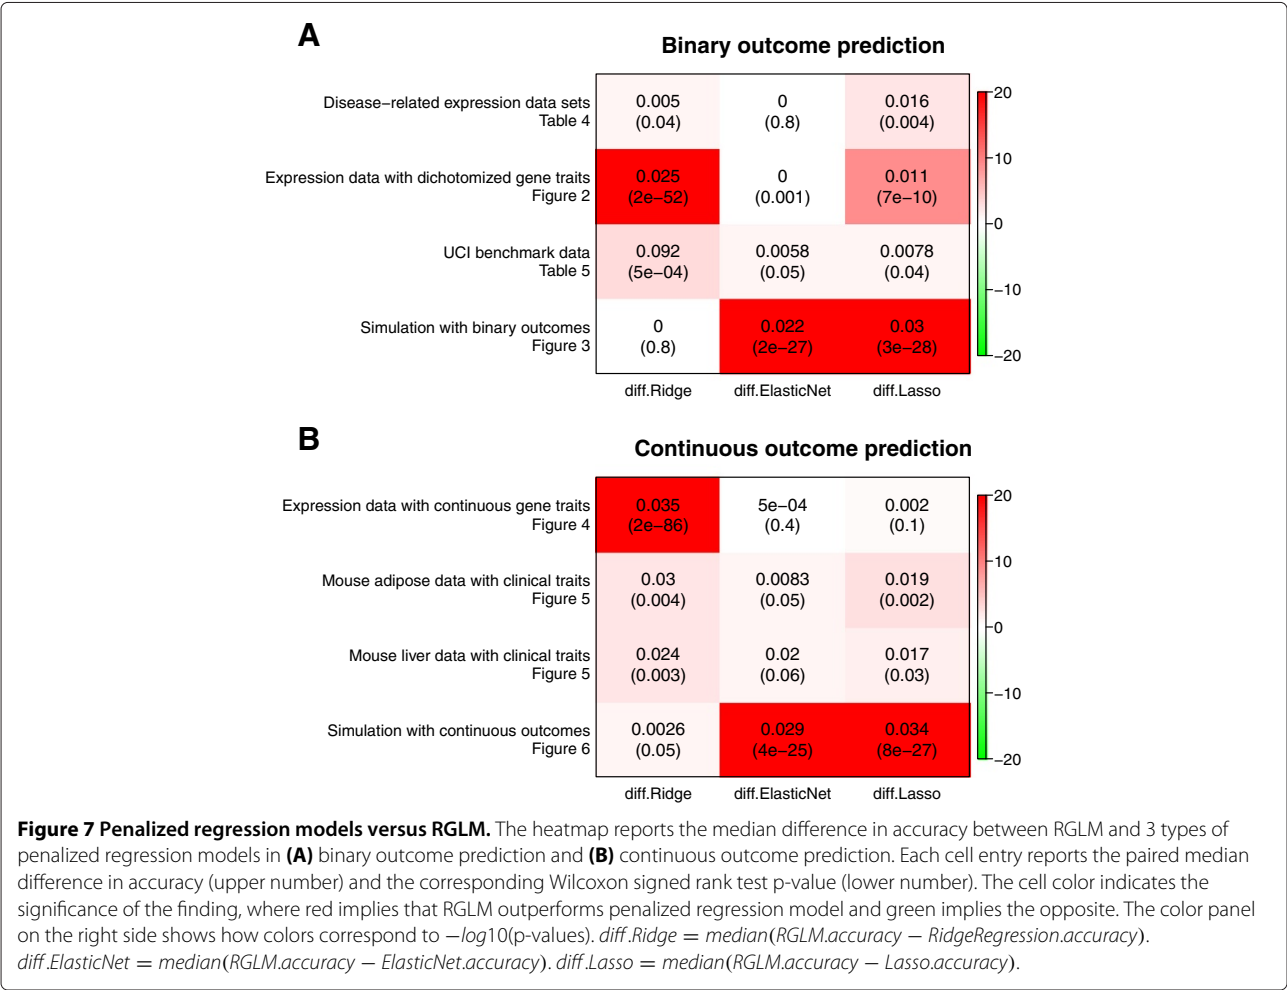 A
Binary outcome prediction
Disease−related expression data sets
Table 4
0.005
(0.04)
0
(0.8)
0.016
(0.004)
Expression data with dichotomized gene traits
Figure 2
0.025
(2e−52)
0
(0.001)
0.011
(7e−10)
UCI benchmark data
Table 5
0.092
(5e−04)
0.0058
(0.05)
0.0078
(0.04)
Simulation with binary outcomes
Figure 3
0
(0.8)
0.022
(2e−27)
0.03
(3e−28)
diff.Ridge
diff.ElasticNet
diff.Lasso
20
10
0
−10
−20
B
Continuous outcome prediction
Expression data with continuous gene traits
Figure 4
0.035
(2e−86)
5e−04
(0.4)
0.002
(0.1)
Mouse adipose data with clinical traits
Figure 5
0.03
(0.004)
0.0083
(0.05)
0.019
(0.002)
Mouse liver data with clinical traits
Figure 5
0.024
(0.003)
0.02
(0.06)
0.017
(0.03)
Simulation with continuous outcomes
Figure 6
0.0026
(0.05)
0.029
(4e−25)
0.034
(8e−27)
diff.Ridge
diff.ElasticNet
diff.Lasso
20
10
0
−10
−20
Figure 7 Penalized regression models versus RGLM. The heatmap reports the median difference in accuracy between RGLM and 3 types of
penalized regression models in (A) binary outcome prediction and (B) continuous outcome prediction. Each cell entry reports the paired median
difference in accuracy (upper number) and the corresponding Wilcoxon signed rank test p-value (lower number). The cell color indicates the
significance of the finding, where red implies that RGLM outperforms penalized regression model and green implies the opposite. The color panel
on the right side shows how colors correspond to −log10(p-values). diff.Ridge = median(RGLM.accuracy − RidgeRegression.accuracy).
diff.ElasticNet = median(RGLM.accuracy − ElasticNet.accuracy). diff.Lasso = median(RGLM.accuracy − Lasso.accuracy).